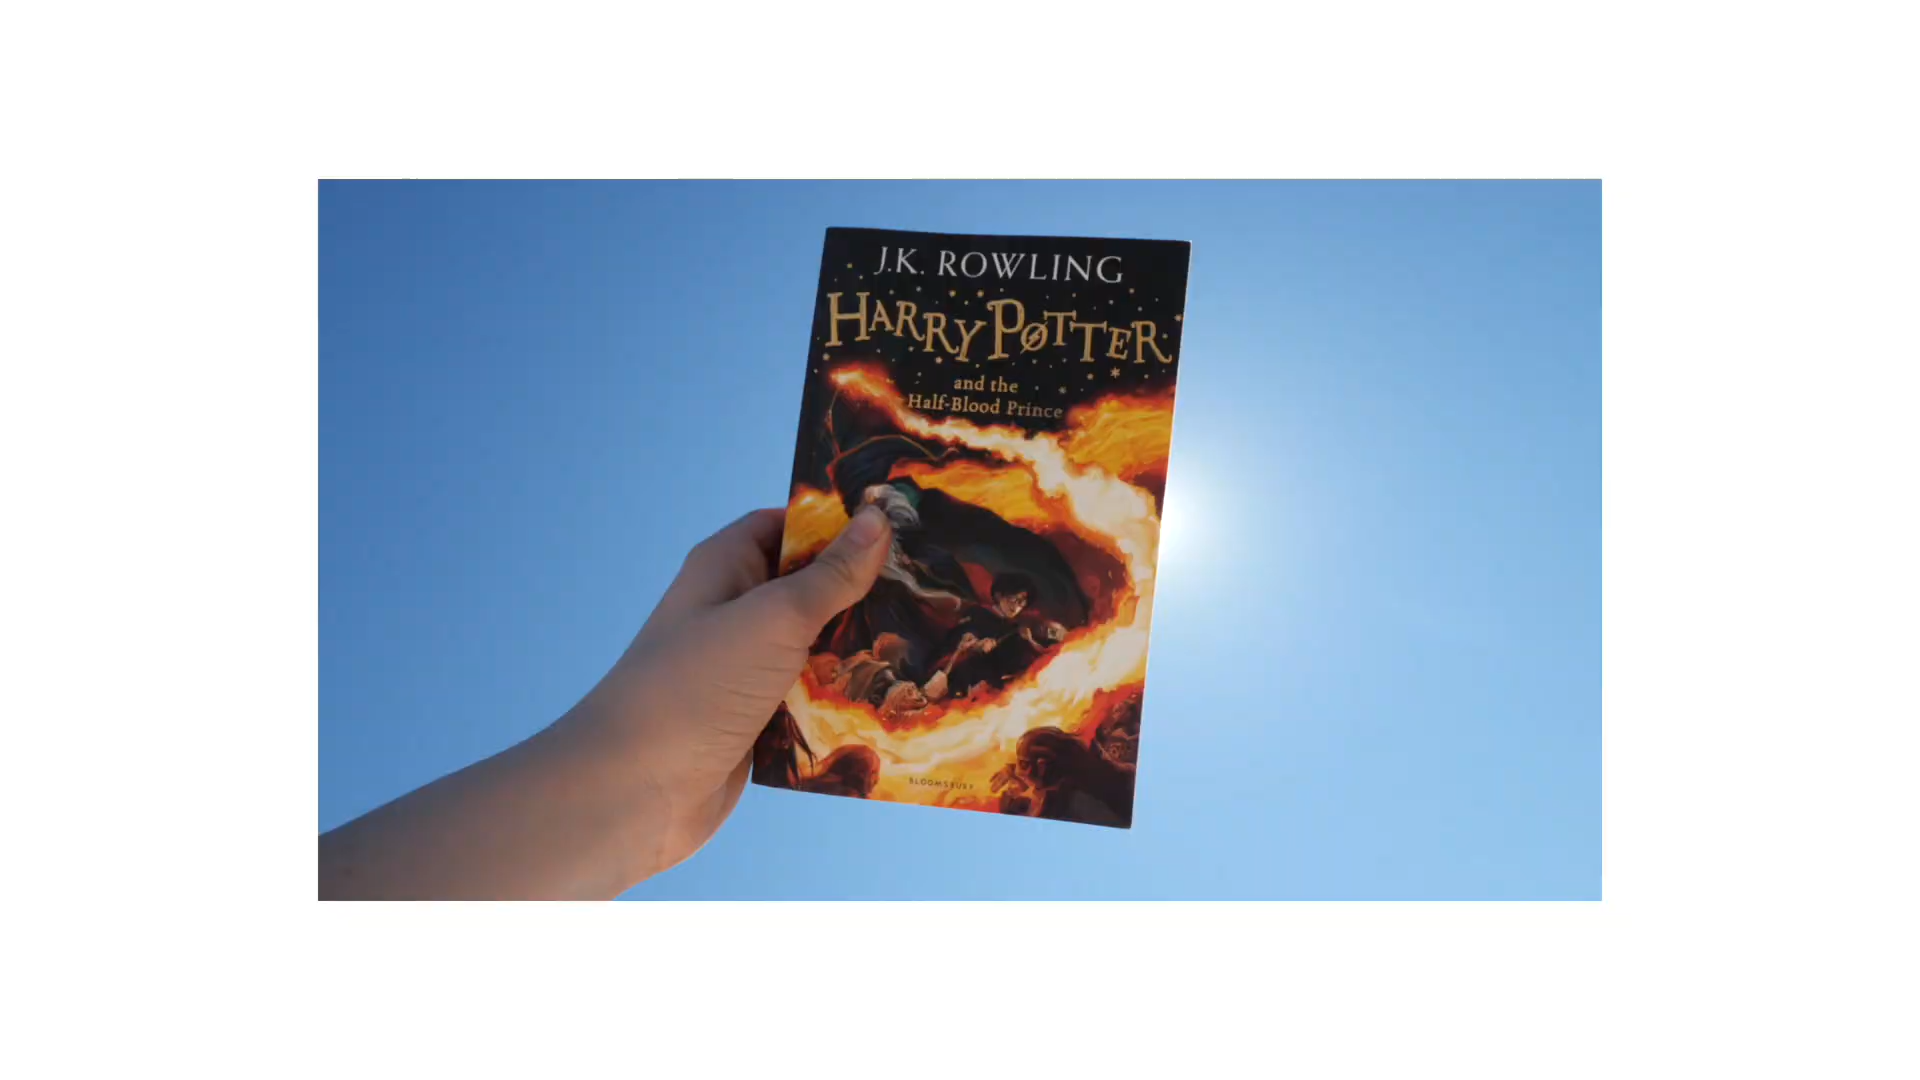 J.K. ROWLING
HARRY POTTER
and the
Half-Blood Prince
BLOOMSBURY